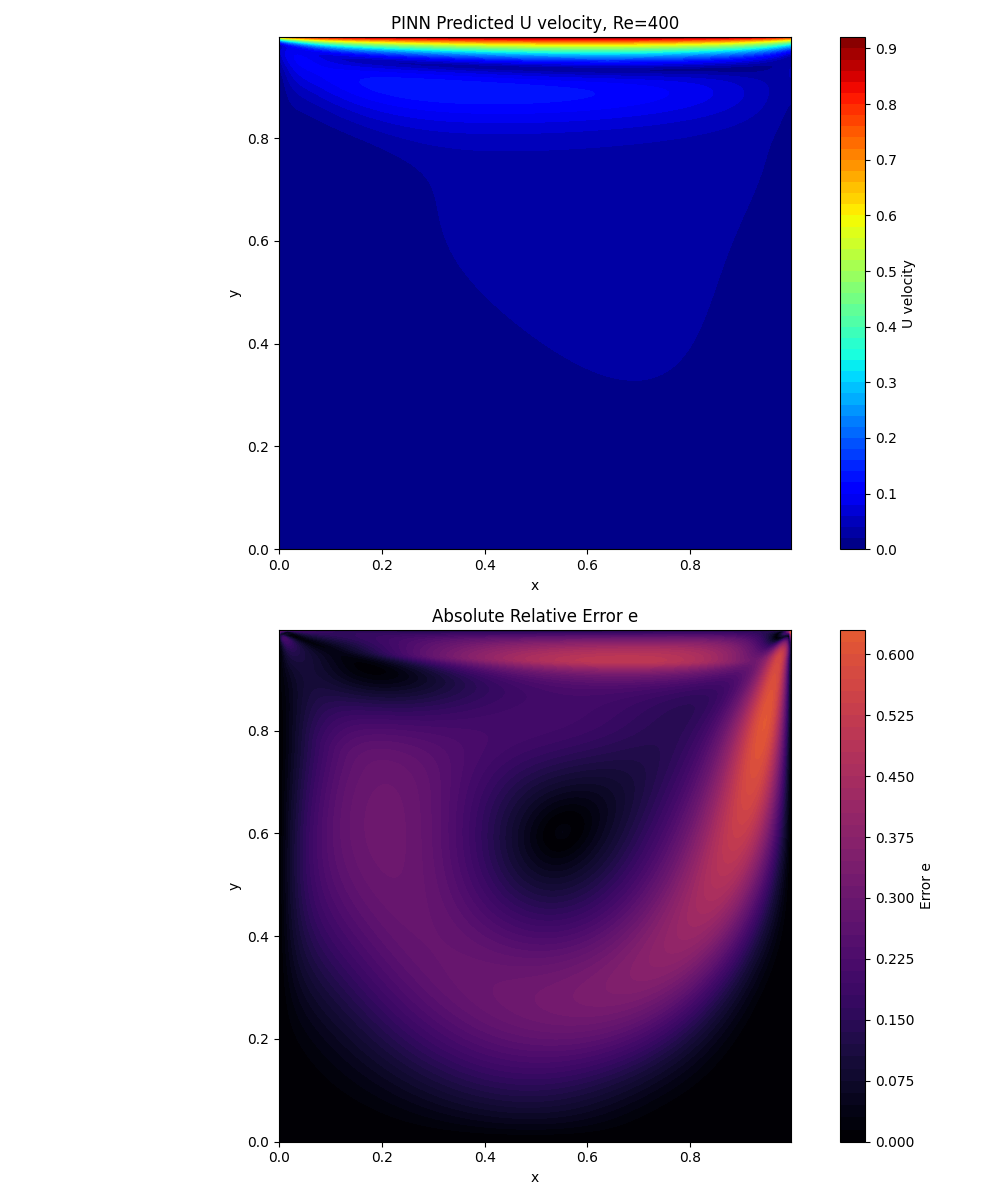 PINN Predicted U velocity, Re=400
0.8
0.6
0.4
0.2
0.0
y
0.0 0.2 0.4 0.6 0.8
x
0.9
0.8
0.7
0.6
0.5
0.4
0.3
0.2
0.1
0.0
U velocity
Absolute Relative Error e
0.8
0.6
0.4
0.2
0.0
y
0.0 0.2 0.4 0.6 0.8
x
0.600
0.525
0.450
0.375
0.300
0.225
0.150
0.075
0.000
Error e